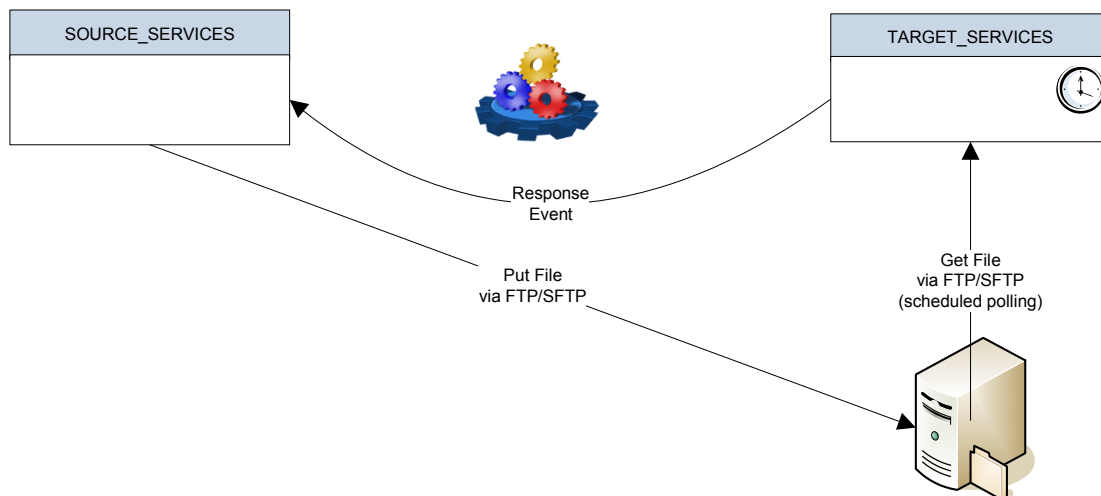 SOURCE_SERVICES
TARGET_SERVICES
Response
Event
Put File
via FTP/SFTP
Get File
via FTP/SFTP
(scheduled polling)